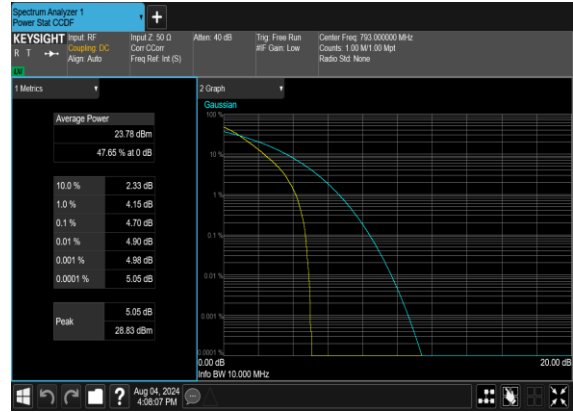 Spectrum Analyzer 1
Power Stat CCDF
KEYSIGHT
R T
LXI
Input: RF
Coupling: DC
Align: Auto
Input Z: 50 Ω
Corr CCorr
Freq Ref: Int (S)
Atten: 40 dB
Trig: Free Run
#IF Gain: Low
Center Freq: 793.000000 MHz
Counts: 1.00 M/1.00 Mpt
Radio Std: None
1 Metrics
Average Power
23.78 dBm
47.65 % at 0 dB
10.0 % 2.33 dB
1.0 % 4.15 dB
0.1 % 4.70 dB
0.01 % 4.90 dB
0.001 % 4.98 dB
0.0001 % 5.05 dB
Peak
5.05 dB
28.83 dBm
2 Graph
Gaussian
100 %
10 %
1 %
0.1 %
0.01 %
0.001 %
0.0001 %
0.00 dB
20.00 dB
Info BW 10.000 MHz
?
Aug 04, 2024
4:08:07 PM